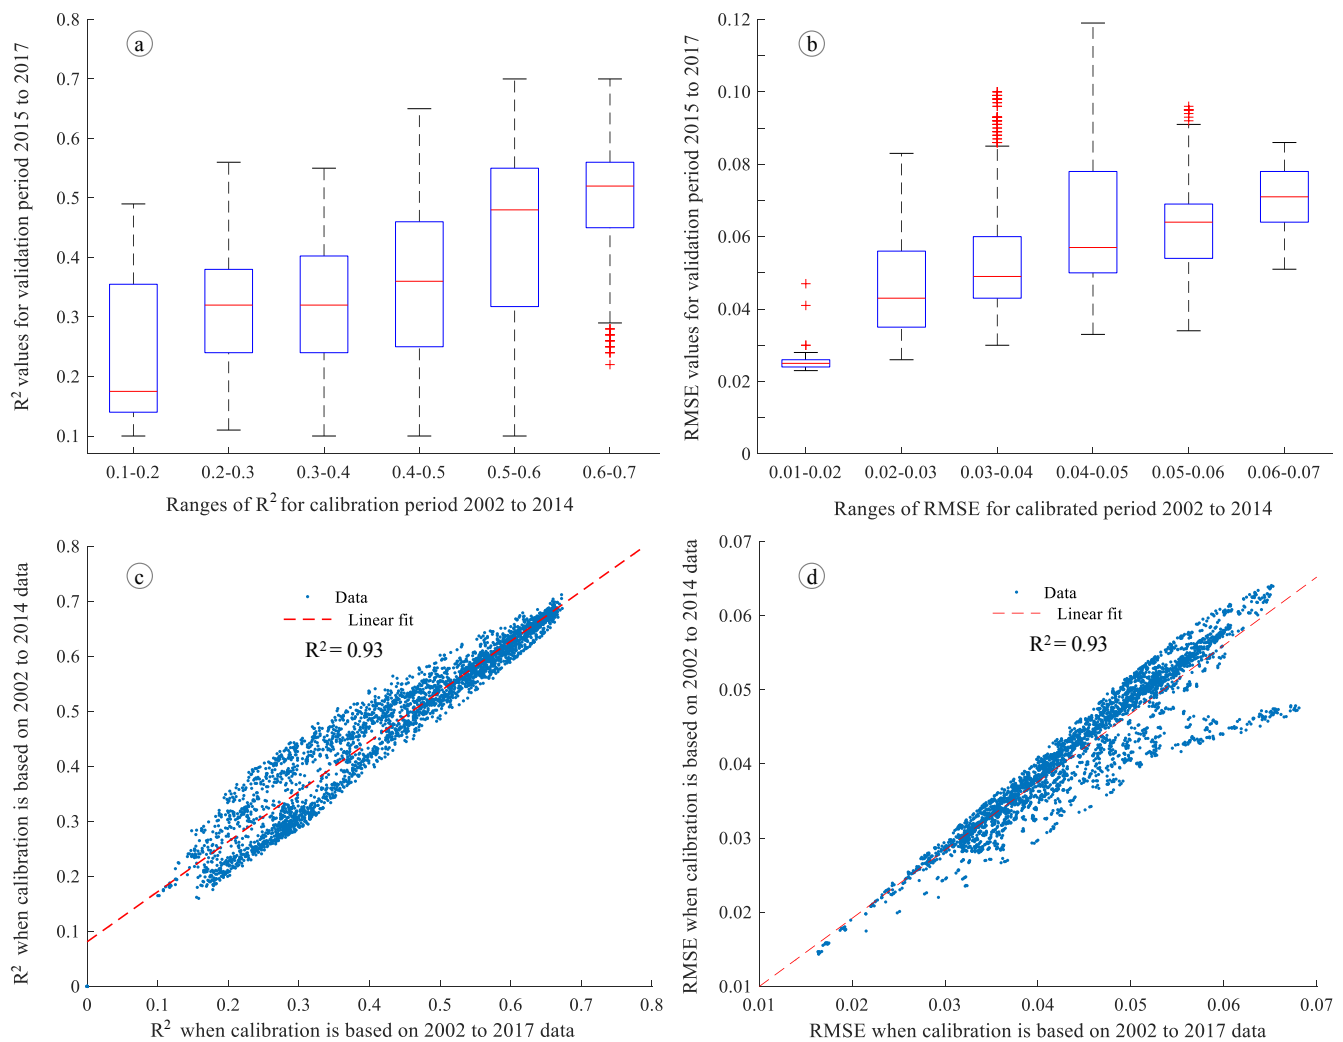 a
0.8
0.7
0.6
0.5
0.4
0.3
0.2
0.1
R² values for validation period 2015 to 2017
0.1-0.2 0.2-0.3 0.3-0.4 0.4-0.5 0.5-0.6 0.6-0.7
Ranges of R² for calibration period 2002 to 2014
b
0.12
0.10
0.08
0.06
0.04
0.02
0
RMSE values for validation period 2015 to 2017
0.01-0.02 0.02-0.03 0.03-0.04 0.04-0.05 0.05-0.06 0.06-0.07
Ranges of RMSE for calibrated period 2002 to 2014
c
0.8
0.7
0.6
0.5
0.4
0.3
0.2
0.1
0
R² when calibration is based on 2002 to 2014 data
Data
Linear fit
R² = 0.93
0 0.1 0.2 0.3 0.4 0.5 0.6 0.7 0.8
R² when calibration is based on 2002 to 2017 data
d
0.07
0.06
0.05
0.04
0.03
0.02
0.01
RMSE when calibration is based on 2002 to 2014 data
Data
Linear fit
R² = 0.93
0.01 0.02 0.03 0.04 0.05 0.06 0.07
RMSE when calibration is based on 2002 to 2017 data